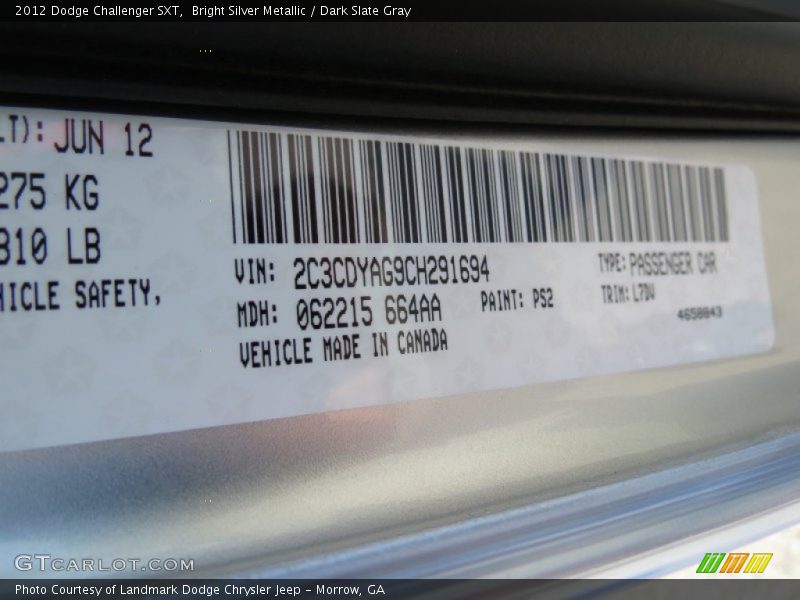 2012 Dodge Challenger SXT,  Bright Silver Metallic / Dark Slate Gray
LT): JUN 12
275 KG
310 LB
HICLE SAFETY,
VIN: 2C3CDYAG9CH291694
TYPE: PASSENGER CAR
MDH: 062215 664AA
PAINT: PS2
TRIM: L7DV
4658843
VEHICLE MADE IN CANADA
GTCARLOT.COM
Photo Courtesy of Landmark Dodge Chrysler Jeep - Morrow, GA